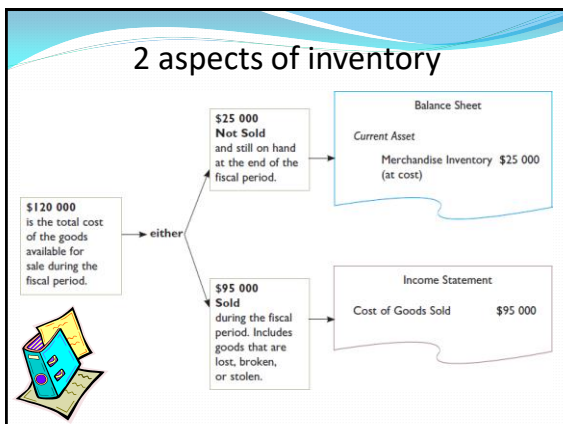 2 aspects of inventory
$120 000
is the total cost
of the goods
available for
sale during the
fiscal period.
either
$25 000
Not Sold
and still on hand
at the end of the
fiscal period.
Balance Sheet
Current Asset
Merchandise Inventory $25 000
(at cost)
$95 000
Sold
during the fiscal
period. Includes
goods that are
lost, broken,
or stolen.
Income Statement
Cost of Goods Sold $95 000